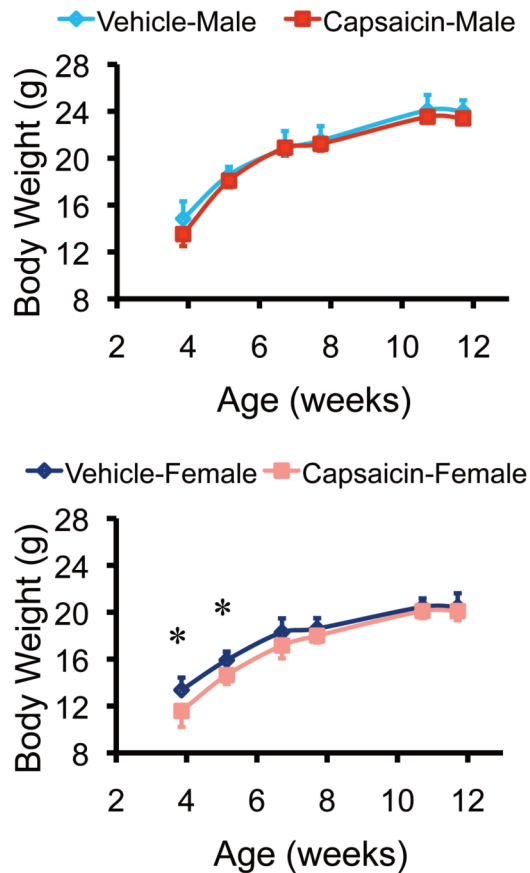 Vehicle-Male Capsaicin-Male
28
24
20
16
12
8
Body Weight (g)
2 4 6 8 10 12
Age (weeks)
Vehicle-Female Capsaicin-Female
28
24
20
16
12
8
Body Weight (g)
* *
2 4 6 8 10 12
Age (weeks)